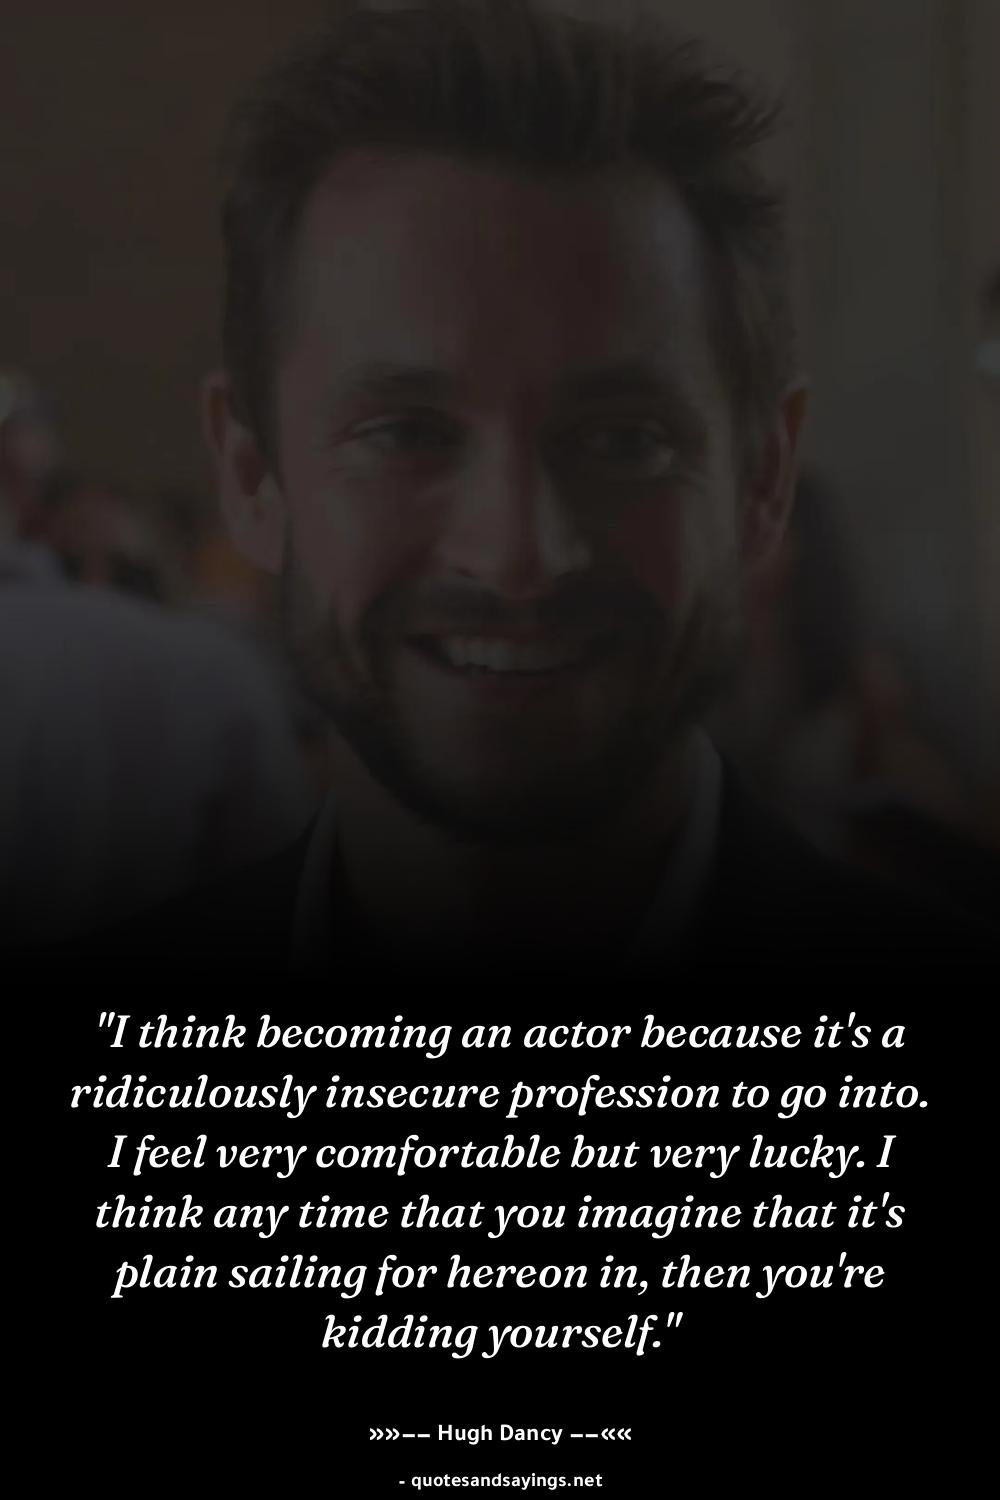 "I think becoming an actor because it's a
ridiculously insecure profession to go into.
I feel very comfortable but very lucky. I
think any time that you imagine that it's
plain sailing for hereon in, then you're
kidding yourself."
»»−− Hugh Dancy −−««
- quotesandsayings.net